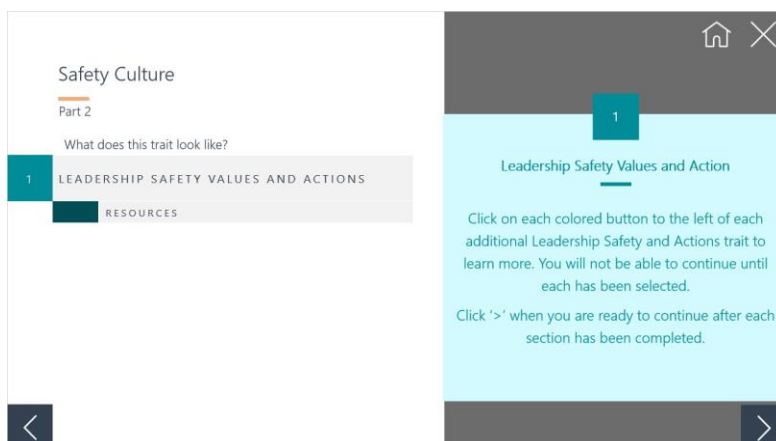 Safety Culture
Part 2
What does this trait look like?
1
LEADERSHIP SAFETY VALUES AND ACTIONS
RESOURCES
1
Leadership Safety Values and Action
Click on each colored button to the left of each
additional Leadership Safety and Actions trait to
learn more. You will not be able to continue until
each has been selected.
Click '>' when you are ready to continue after each
section has been completed.